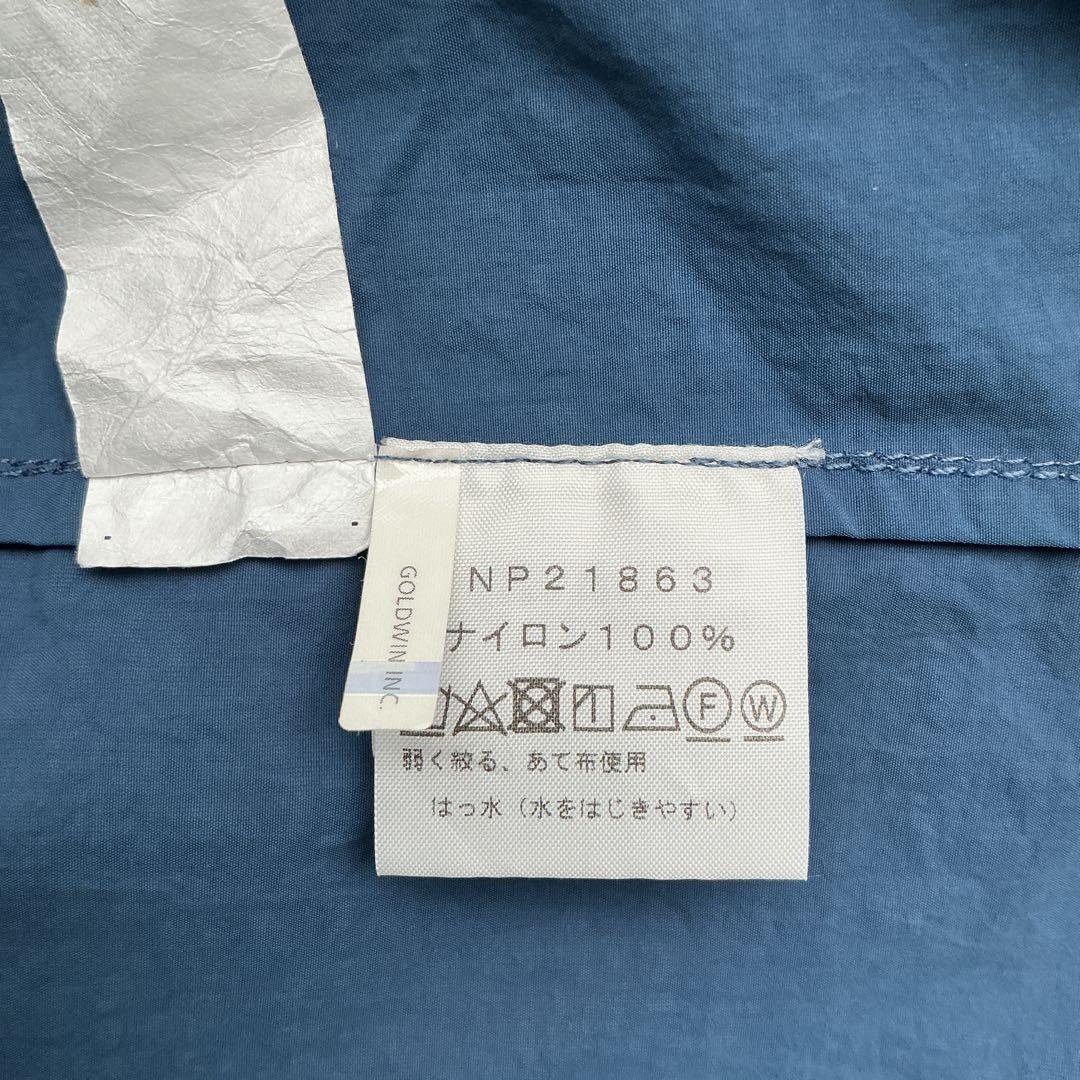 GOLDWIN INC.
NP21863
ナイロン100%
F W
弱く絞る、あて布使用
はっ水（水をはじきやすい）